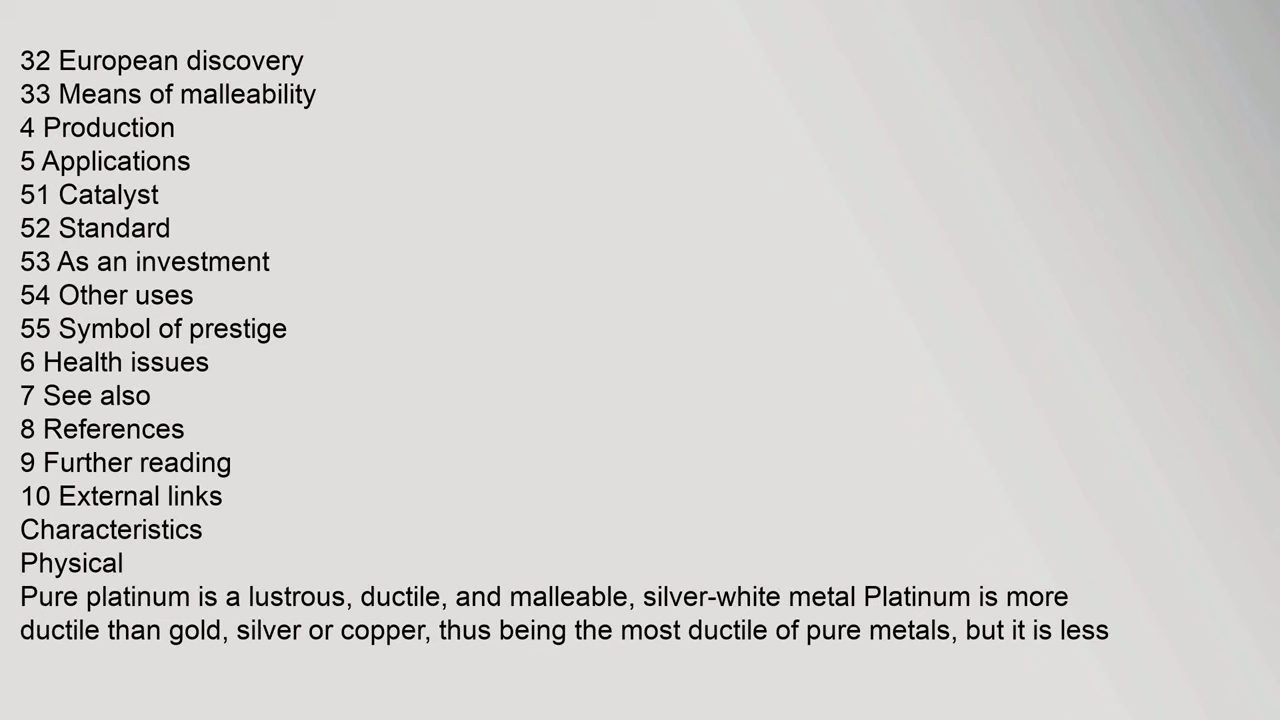 32 European discovery
33 Means of malleability
4 Production
5 Applications
51 Catalyst
52 Standard
53 As an investment
54 Other uses
55 Symbol of prestige
6 Health issues
7 See also
8 References
9 Further reading
10 External links
Characteristics
Physical
Pure platinum is a lustrous, ductile, and malleable, silver-white metal Platinum is more
ductile than gold, silver or copper, thus being the most ductile of pure metals, but it is less